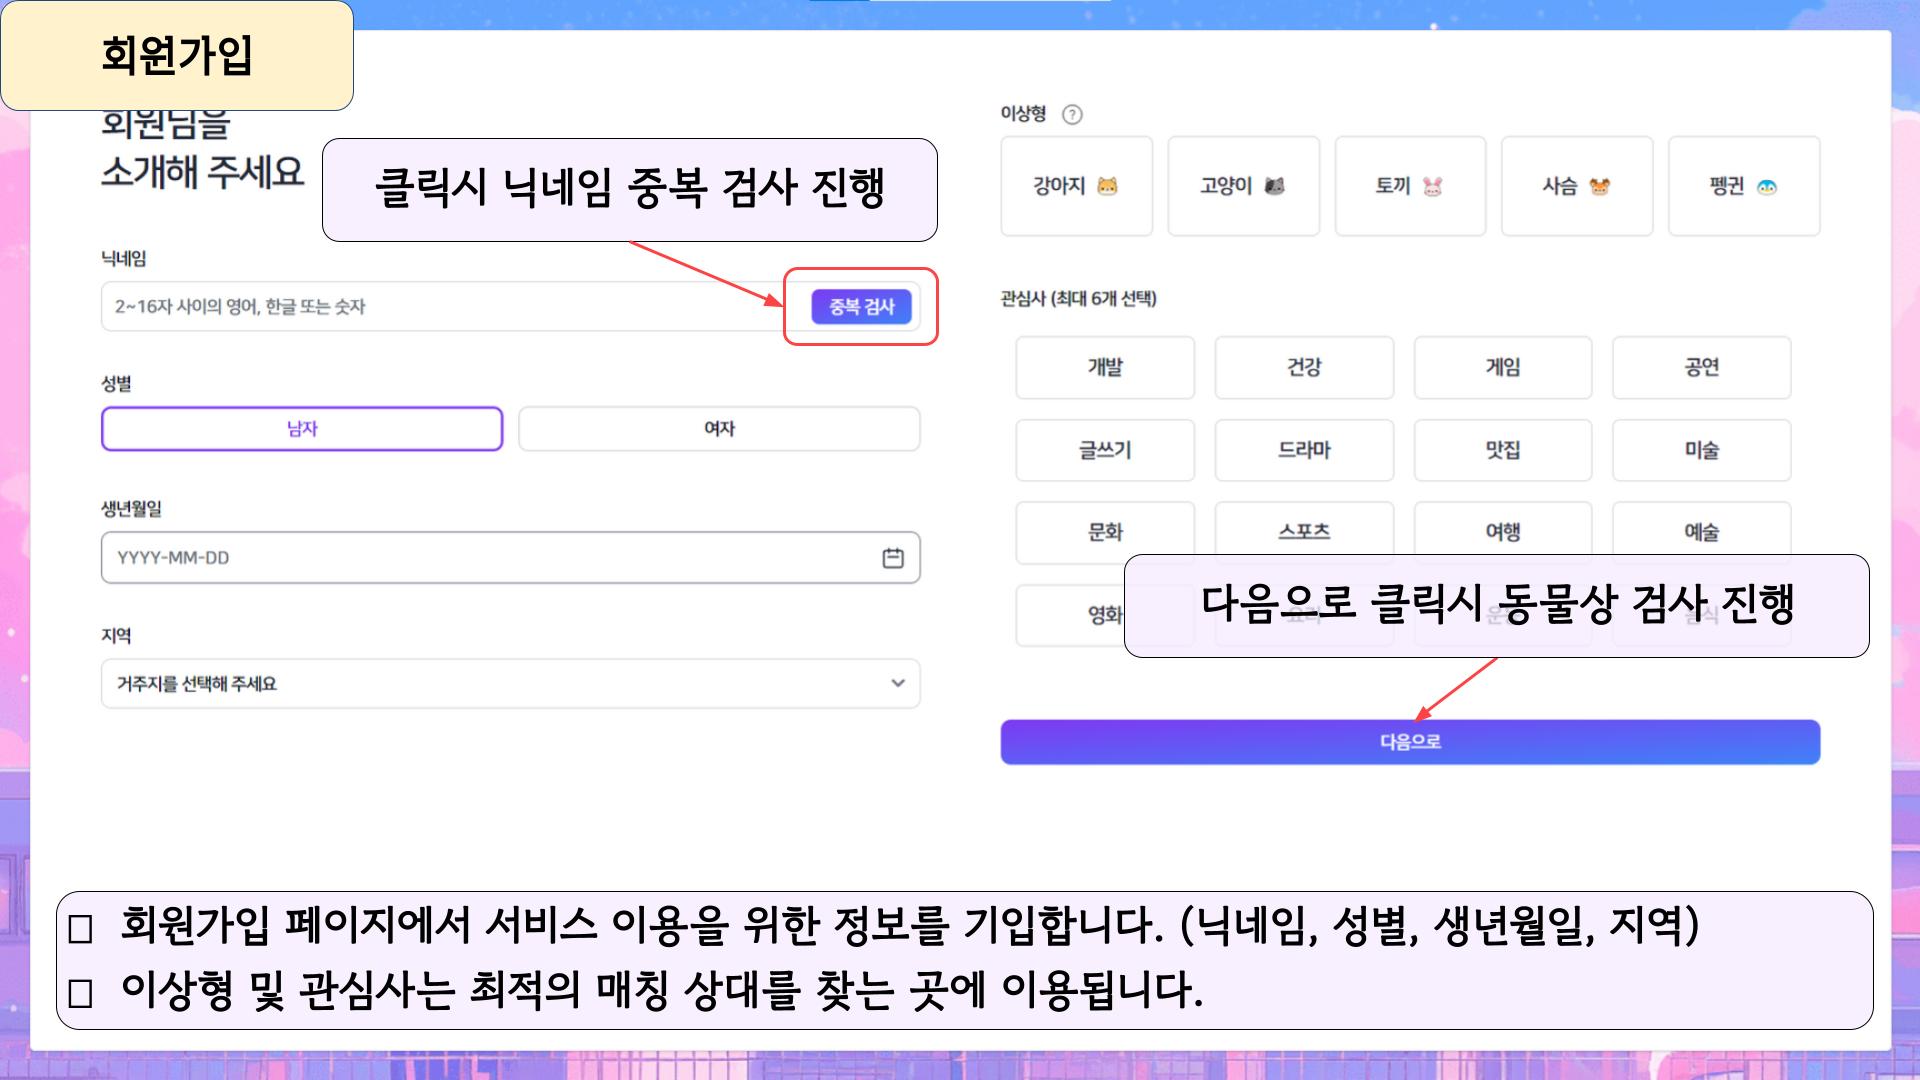 회원가입
회원님을
소개해 주세요
클릭시 닉네임 중복 검사 진행
닉네임
2~16자 사이의 영어, 한글 또는 숫자
중복 검사
성별
남자
여자
생년월일
YYYY-MM-DD
지역
거주지를 선택해 주세요
이상형 ?
강아지
고양이
토끼
사슴
펭귄
관심사 (최대 6개 선택)
개발
건강
게임
공연
글쓰기
드라마
맛집
미술
문화
스포츠
여행
예술
영화
다음으로 클릭시 동물상 검사 진행
다음으로
회원가입 페이지에서 서비스 이용을 위한 정보를 기입합니다. (닉네임, 성별, 생년월일, 지역)
이상형 및 관심사는 최적의 매칭 상대를 찾는 곳에 이용됩니다.